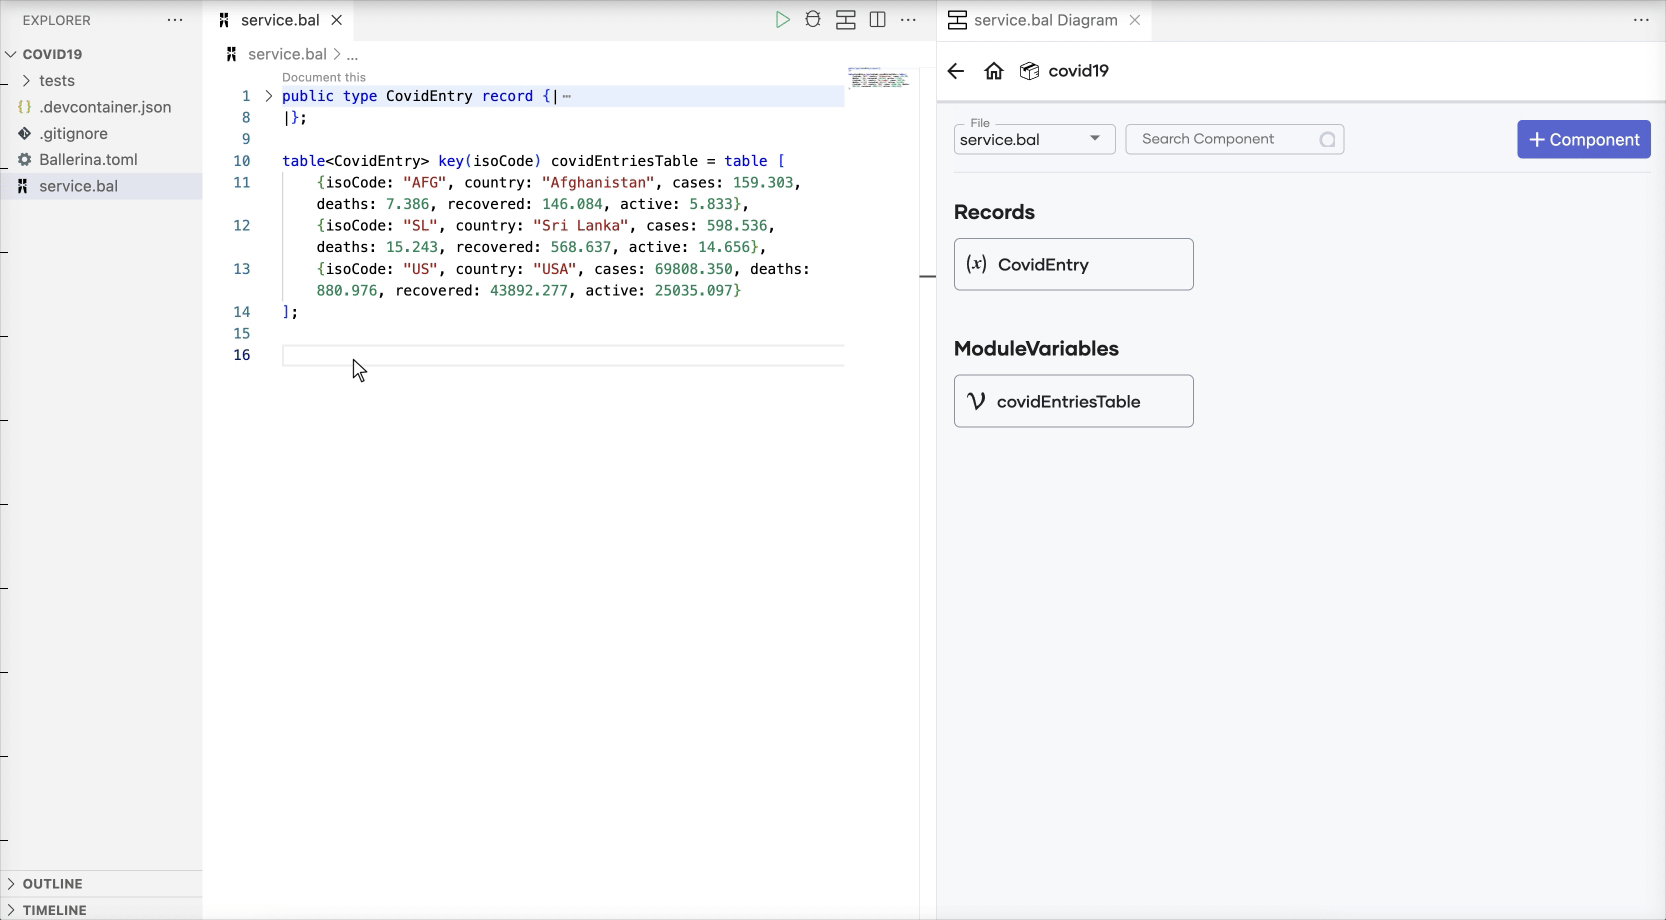 EXPLORER
COVID19
tests
{} .devcontainer.json
.gitignore
Ballerina.toml
service.bal
OUTLINE
TIMELINE
service.bal
service.bal > ...
Document this
1 public type CovidEntry record {| ⋯
8 |};
9
10 table<CovidEntry> key(isoCode) covidEntriesTable = table [
11 {isoCode: "AFG", country: "Afghanistan", cases: 159.303,
deaths: 7.386, recovered: 146.084, active: 5.833},
12 {isoCode: "SL", country: "Sri Lanka", cases: 598.536,
deaths: 15.243, recovered: 568.637, active: 14.656},
13 {isoCode: "US", country: "USA", cases: 69808.350, deaths:
880.976, recovered: 43892.277, active: 25035.097}
14 ];
15
16
service.bal Diagram
covid19
File
service.bal
Search Component
+ Component
Records
(x) CovidEntry
ModuleVariables
V covidEntriesTable